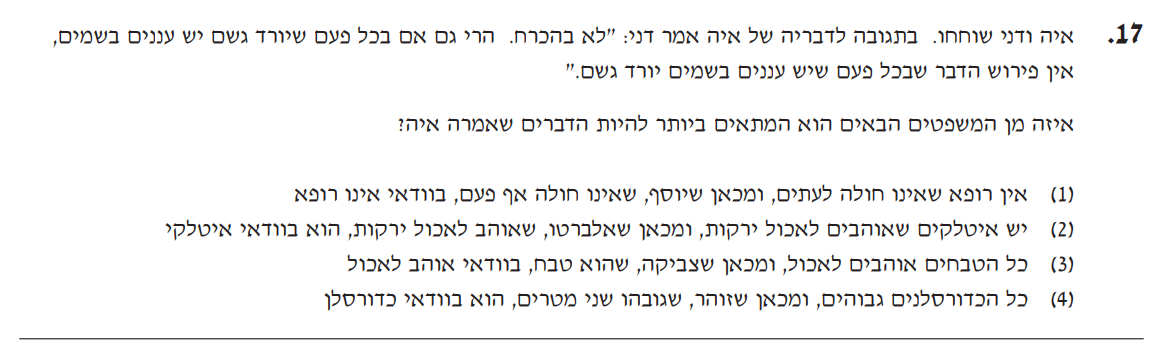 17. איה ודני שוחחו. בתגובה לדבריה של איה אמר דני: "לא בהכרח. הרי גם אם בכל פעם שיורד גשם יש עננים בשמים,
אין פירוש הדבר שבכל פעם שיש עננים בשמים יורד גשם."
איזה מן המשפטים הבאים הוא המתאים ביותר להיות הדברים שאמרה איה?
(1) אין רופא שאינו חולה לעתים, ומכאן שיוסף, שאינו חולה אף פעם, בוודאי אינו רופא
(2) יש איטלקים שאוהבים לאכול ירקות, ומכאן שאלברטו, שאוהב לאכול ירקות, הוא בוודאי איטלקי
(3) כל הטבחים אוהבים לאכול, ומכאן שצביקה, שהוא טבח, בוודאי אוהב לאכול
(4) כל הכדורסלנים גבוהים, ומכאן שזוהר, שגובהו שני מטרים, הוא בוודאי כדורסלן